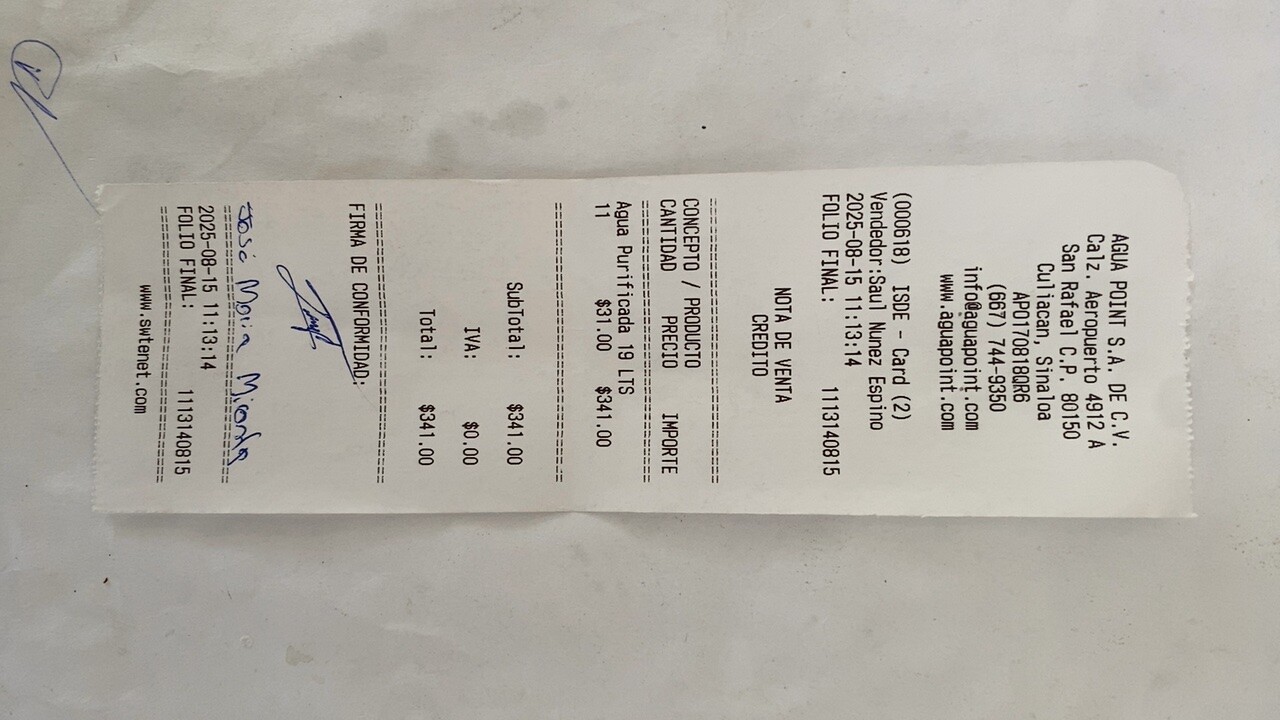 AGUA POINT S.A. DE C.V.
Calz. Aeropuerto 4912 A
San Rafael C.P. 80150
Culiacan, Sinaloa
APO170818QR6
(667) 744-9350
info@aguapoint.com
www.aguapoint.com
(000618) ISDE - Card (2)
Vendedor:Saul Nunez Espino
2025-08-15 11:13:14
FOLIO FINAL: 1113140815
NOTA DE VENTA
CREDITO
CONCEPTO / PRODUCTO
CANTIDAD PRECIO IMPORTE
Agua Purificada 19 LTS
11 $31.00 $341.00
SubTotal: $341.00
IVA: $0.00
Total: $341.00
FIRMA DE CONFORMIDAD:
José Miranda
2025-08-15 11:13:14
FOLIO FINAL: 1113140815
www.swtenet.com